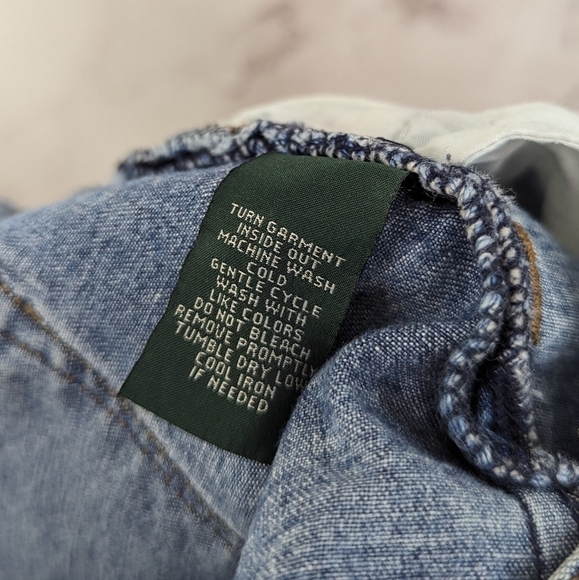 TURN GARMENT
INSIDE OUT
MACHINE WASH
COLD
GENTLE CYCLE
WASH WITH
LIKE COLORS
DO NOT BLEACH
REMOVE PROMPTLY
TUMBLE DRY LOW
COOL IRON
IF NEEDED